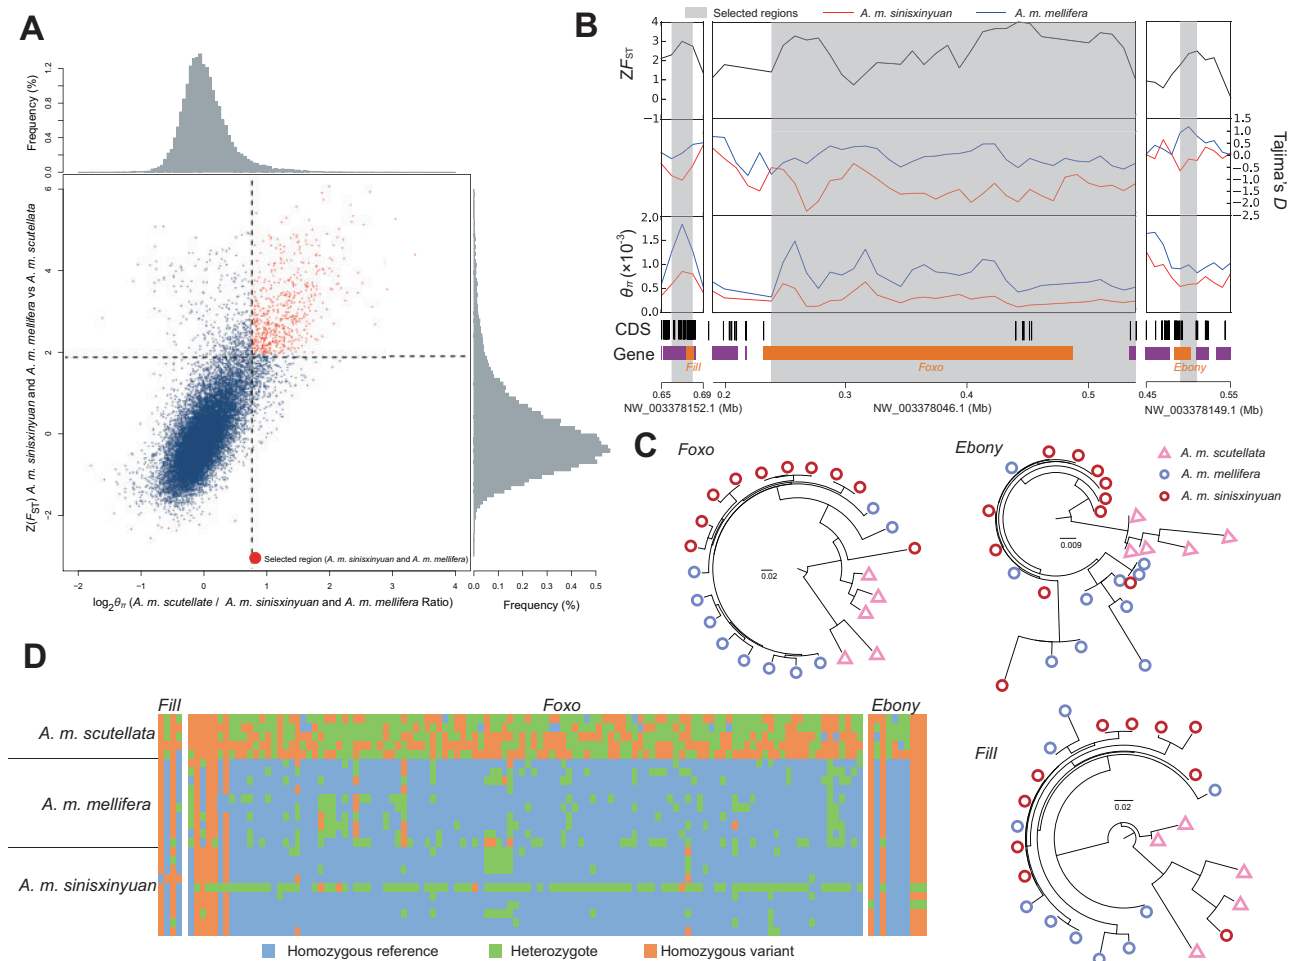 A
Frequency (%)
0.0
0.4
0.8
1.2
Z(FST) A. m. sinisxinyuan and A. m. mellifera vs A. m. scutellata
6
4
2
0
−2
Selected region (A. m. sinisxinyuan and A. m. mellifera)
−2 −1 0 1 2 3 4
log2θπ (A. m. scutellate / A. m. sinisxinyuan and A. m. mellifera Ratio)
0.0 0.1 0.2 0.3 0.4 0.5
Frequency (%)
B
Selected regions A. m. sinisxinyuan A. m. mellifera
ZFST
4
3
2
1
0
−1
Tajima's D
1.5
1.0
0.5
0.0
−0.5
−1.0
−1.5
−2.0
−2.5
θπ (×10-3)
2.0
1.5
1.0
0.5
0.0
CDS
Gene
Fill Foxo Ebony
0.65 0.69 0.2 0.3 0.4 0.5 0.45 0.55
NW_003378152.1 (Mb) NW_003378046.1 (Mb) NW_003378149.1 (Mb)
C
Foxo
0.02
Ebony
0.009
A. m. scutellata
A. m. mellifera
A. m. sinisxinyuan
Fill
0.02
D
Fill Foxo Ebony
A. m. scutellata
A. m. mellifera
A. m. sinisxinyuan
Homozygous reference Heterozygote Homozygous variant